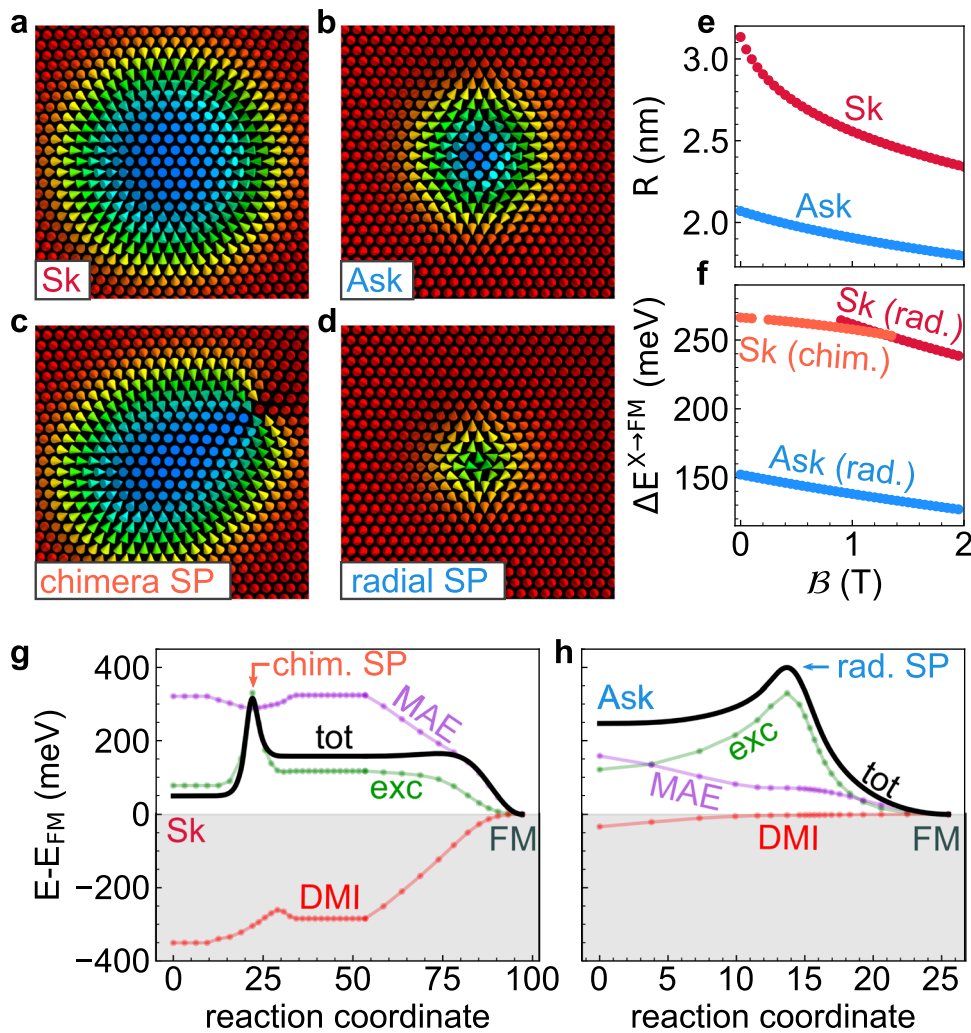 a
Sk
b
Ask
c
chimera SP
d
radial SP
e
3.0
2.5
2.0
R (nm)
Sk
Ask
f
250
200
150
ΔE^X→FM (meV)
Sk (rad.)
Sk (chim.)
Ask (rad.)
0 1 2
ℬ (T)
g
400
200
0
−200
−400
E-E_FM (meV)
chim. SP
MAE
tot
exc
Sk
FM
DMI
0 25 50 75 100
reaction coordinate
h
rad. SP
Ask
exc
MAE
tot
DMI
FM
0 5 10 15 20 25
reaction coordinate